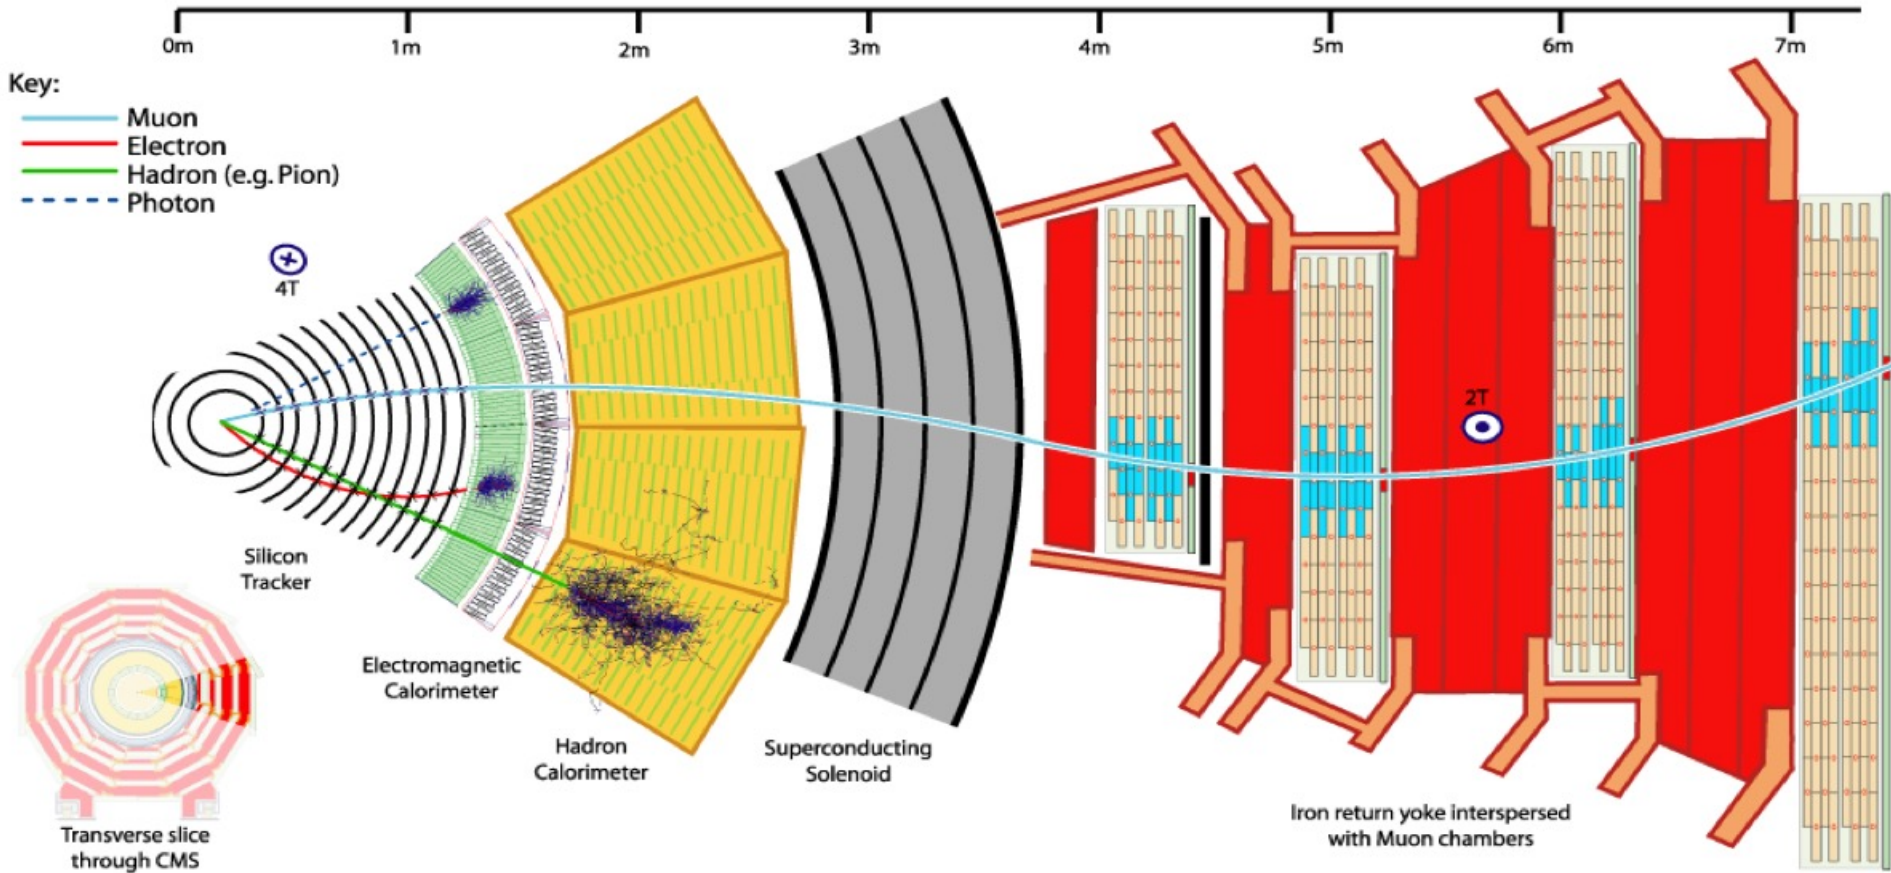 0m 1m 2m 3m 4m 5m 6m 7m
Key:
Muon
Electron
Hadron (e.g. Pion)
Photon
4T
2T
Silicon
Tracker
Electromagnetic
Calorimeter
Hadron
Calorimeter
Superconducting
Solenoid
Iron return yoke interspersed
with Muon chambers
Transverse slice
through CMS